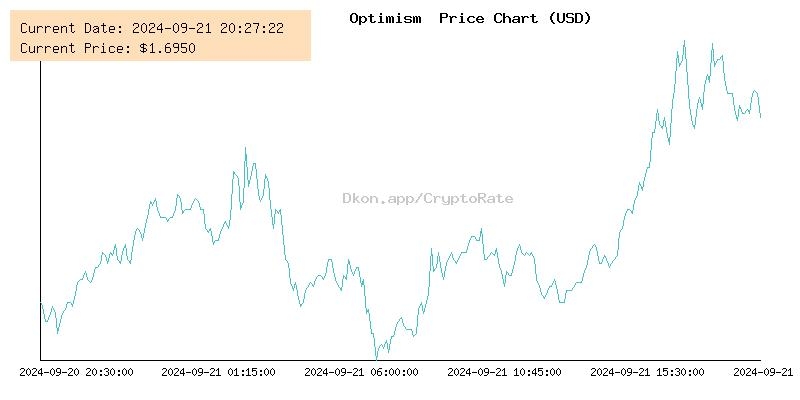 Optimism  Price Chart (USD)
Current Date: 2024-09-21 20:27:22
Current Price: $1.6950
Dkon.app/CryptoRate
2024-09-20 20:30:00 2024-09-21 01:15:00 2024-09-21 06:00:00 2024-09-21 10:45:00 2024-09-21 15:30:00 2024-09-21